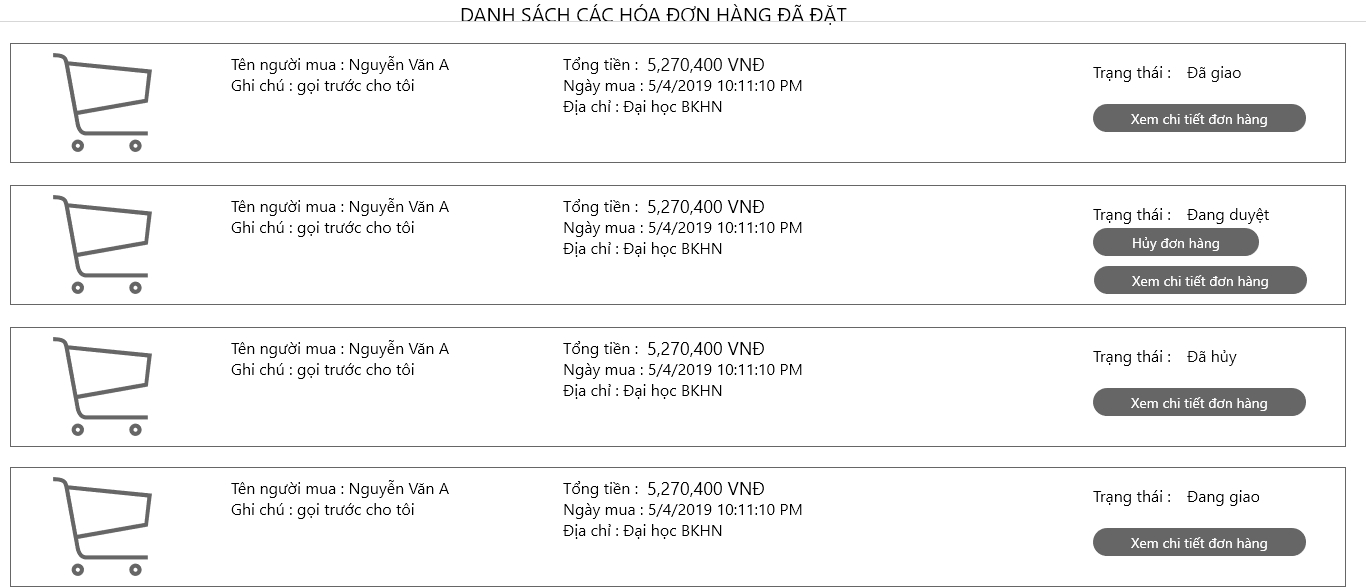 DANH SÁCH CÁC HÓA ĐƠN HÀNG ĐÃ ĐẶT
Tên người mua : Nguyễn Văn A
Ghi chú : gọi trước cho tôi
Tổng tiền : 5,270,400 VNĐ
Ngày mua : 5/4/2019 10:11:10 PM
Địa chỉ : Đại học BKHN
Trạng thái : Đã giao
Xem chi tiết đơn hàng
Tên người mua : Nguyễn Văn A
Ghi chú : gọi trước cho tôi
Tổng tiền : 5,270,400 VNĐ
Ngày mua : 5/4/2019 10:11:10 PM
Địa chỉ : Đại học BKHN
Trạng thái : Đang duyệt
Hủy đơn hàng
Xem chi tiết đơn hàng
Tên người mua : Nguyễn Văn A
Ghi chú : gọi trước cho tôi
Tổng tiền : 5,270,400 VNĐ
Ngày mua : 5/4/2019 10:11:10 PM
Địa chỉ : Đại học BKHN
Trạng thái : Đã hủy
Xem chi tiết đơn hàng
Tên người mua : Nguyễn Văn A
Ghi chú : gọi trước cho tôi
Tổng tiền : 5,270,400 VNĐ
Ngày mua : 5/4/2019 10:11:10 PM
Địa chỉ : Đại học BKHN
Trạng thái : Đang giao
Xem chi tiết đơn hàng